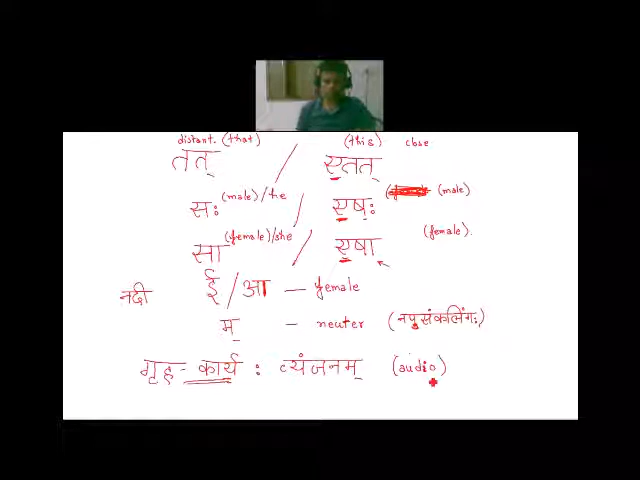 distant. (that) (this) close
तत् / एतत्
सः (male)/he / एषः (male)
सा (female)/she / एषा (female).
नदी ई/आ — female
म् — neuter (नपुसंकलिंगः)
गृह - कार्य : व्यंजनम् (audio)